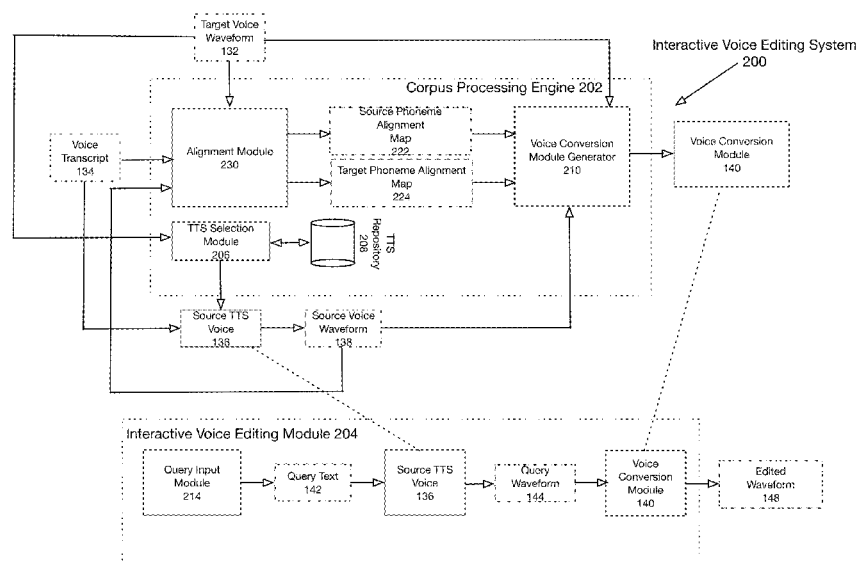 Target Voice
Waveform
132
Interactive Voice Editing System
200
Corpus Processing Engine 202
Voice
Transcript
134
Alignment Module
230
Source Phoneme
Alignment
Map
222
Target Phoneme Alignment
Map
224
Voice Conversion
Module Generator
210
Voice Conversion
Module
140
TTS Selection
Module
206
TTS
Repository
208
Source TTS
Voice
136
Source Voice
Waveform
138
Interactive Voice Editing Module 204
Query Input
Module
214
Query Text
142
Source TTS
Voice
136
Query
Waveform
144
Voice
Conversion
Module
140
Edited
Waveform
148